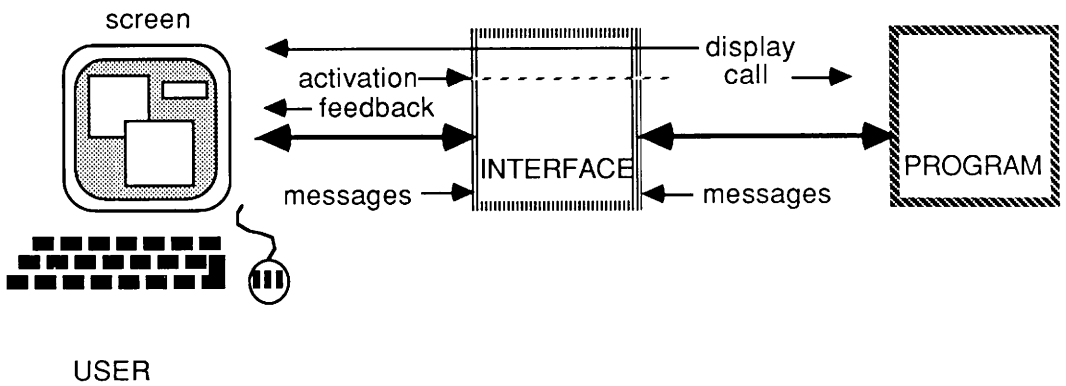 screen
display
call
activation
feedback
INTERFACE
PROGRAM
messages
messages
USER